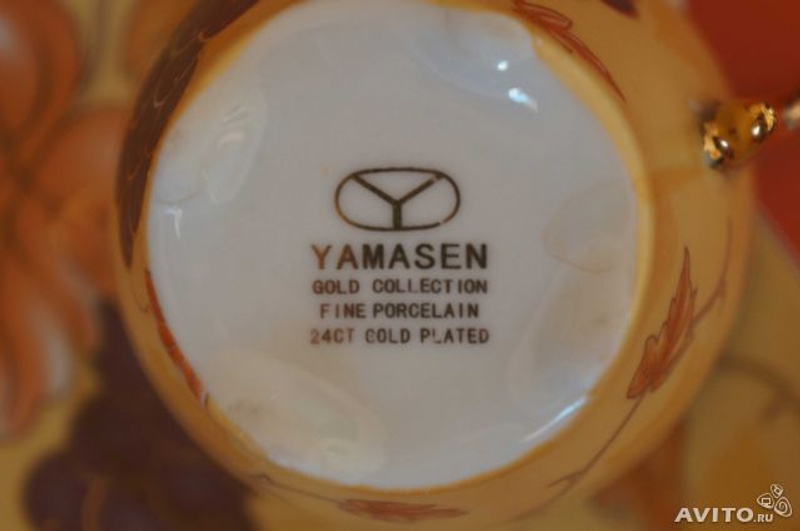 Y
YAMASEN
GOLD COLLECTION
FINE PORCELAIN
24CT GOLD PLATED
AVITO.RU